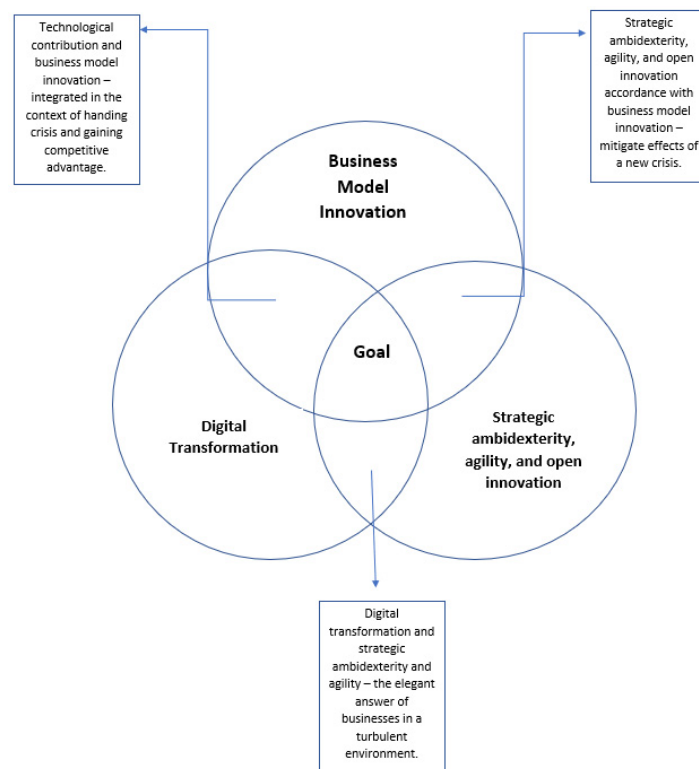 Technological
contribution and
business model
innovation –
integrated in the
context of handing
crisis and gaining
competitive
advantage.
Strategic
ambidexterity,
agility, and open
innovation
accordance with
business model
innovation –
mitigate effects of
a new crisis.
Business
Model
Innovation
Goal
Digital
Transformation
Strategic
ambidexterity,
agility, and open
innovation
Digital
transformation and
strategic
ambidexterity and
agility – the elegant
answer of
businesses in a
turbulent
environment.